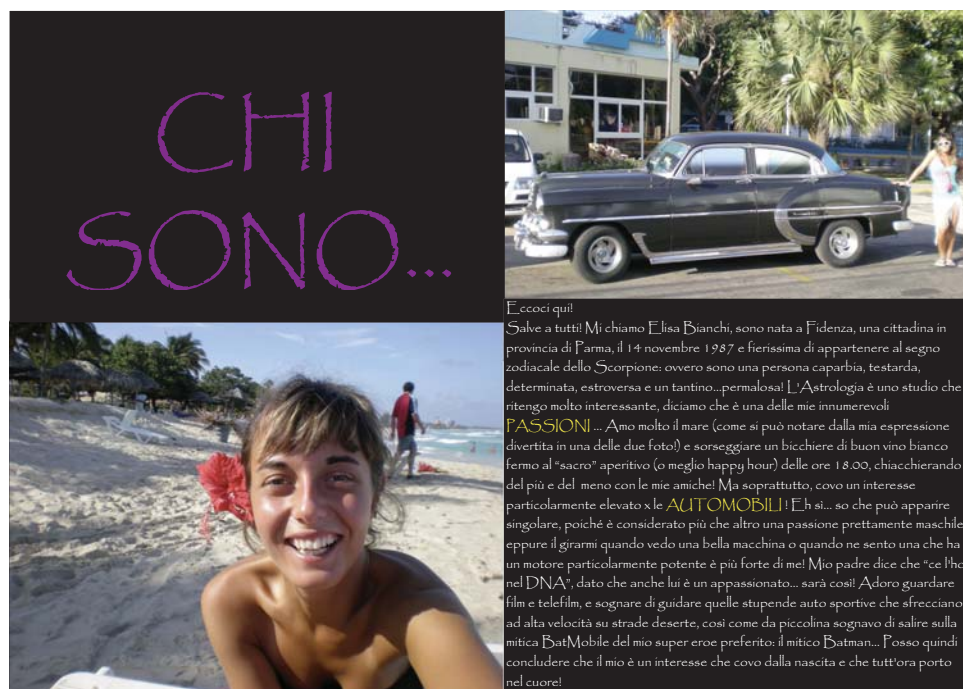 CHI
SONO...
Eccoci qui!
Salve a tutti! Mi chiamo Elisa Bianchi, sono nata a Fidenza, una cittadina in
provincia di Parma, il 14 novembre 1987 e fierissima di appartenere al segno
zodiacale dello Scorpione: ovvero sono una persona caparbia, testarda,
determinata, estroversa e un tantino...permalosa! L'Astrologia è uno studio che
ritengo molto interessante, diciamo che è una delle mie innumerevoli
PASSIONI ... Amo molto il mare (come si può notare dalla mia espressione
divertita in una delle due foto!) e sorseggiare un bicchiere di buon vino bianco
fermo al "sacro" aperitivo (o meglio happy hour) delle ore 18.00, chiacchierando
del più e del meno con le mie amiche! Ma soprattutto, covo un interesse
particolarmente elevato x le AUTOMOBILI ! Eh sì... so che può apparire
singolare, poiché è considerato più che altro una passione prettamente maschile
eppure il girarmi quando vedo una bella macchina o quando ne sento una che ha
un motore particolarmente potente è più forte di me! Mio padre dice che "ce l'ho
nel DNA", dato che anche lui è un appassionato... sarà così! Adoro guardare
film e telefilm, e sognare di guidare quelle stupende auto sportive che sfrecciano
ad alta velocità su strade deserte, così come da piccolina sognavo di salire sulla
mitica BatMobile del mio super eroe preferito: il mitico Batman... Posso quindi
concludere che il mio è un interesse che covo dalla nascita e che tutt'ora porto
nel cuore!